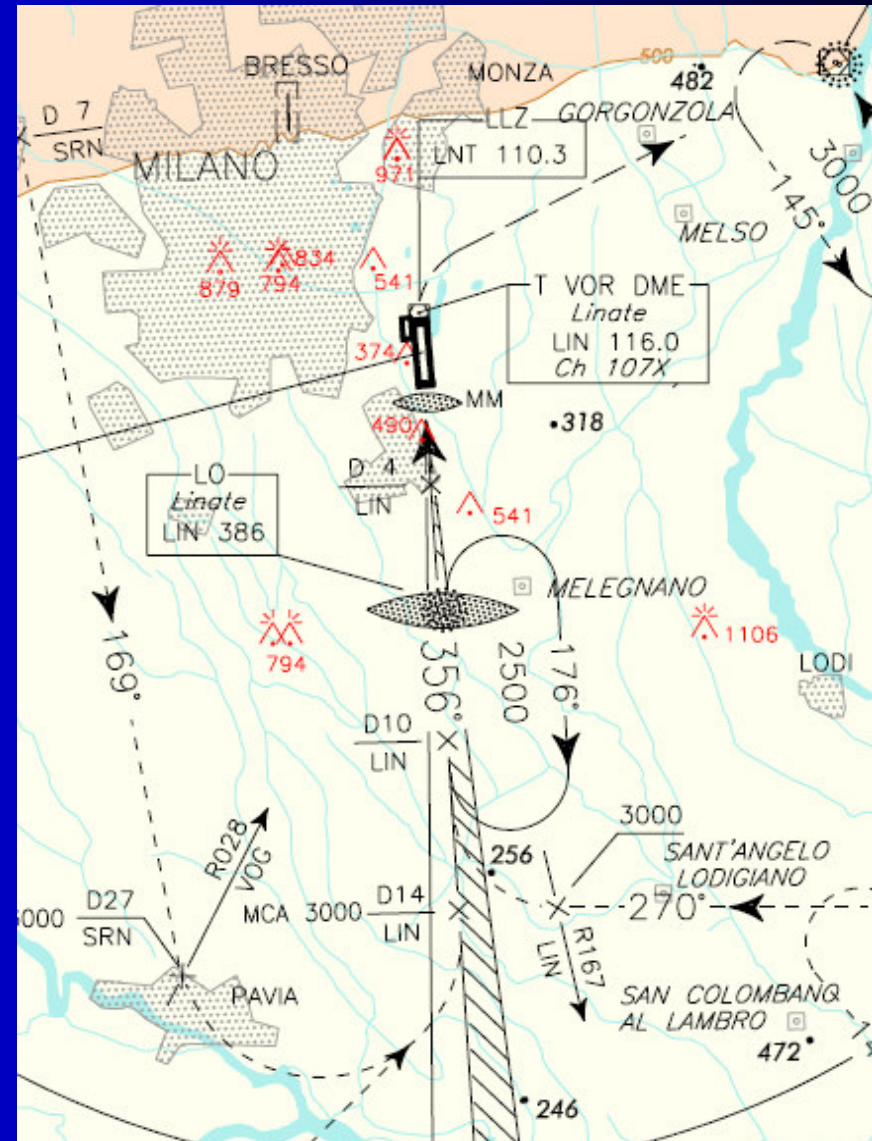 BRESSO
MONZA
500
482
GORGONZOLA
D 7
SRN
LLZ
LNT 110.3
MILANO
971
3000
145°
MELSO
879
794
834
541
T VOR DME
Linate
LIN 116.0
Ch 107X
374
MM
490
318
D 4
LIN
LO
Linate
LIN 386
541
MELEGNANO
794
1106
169°
356°
2500
176°
LODI
D10
LIN
3000
R028
VOG
256
SANT'ANGELO
LODIGIANO
D27
SRN
MCA 3000
D14
LIN
270°
R167
LIN
PAVIA
SAN COLOMBANO
AL LAMBRO
472
246